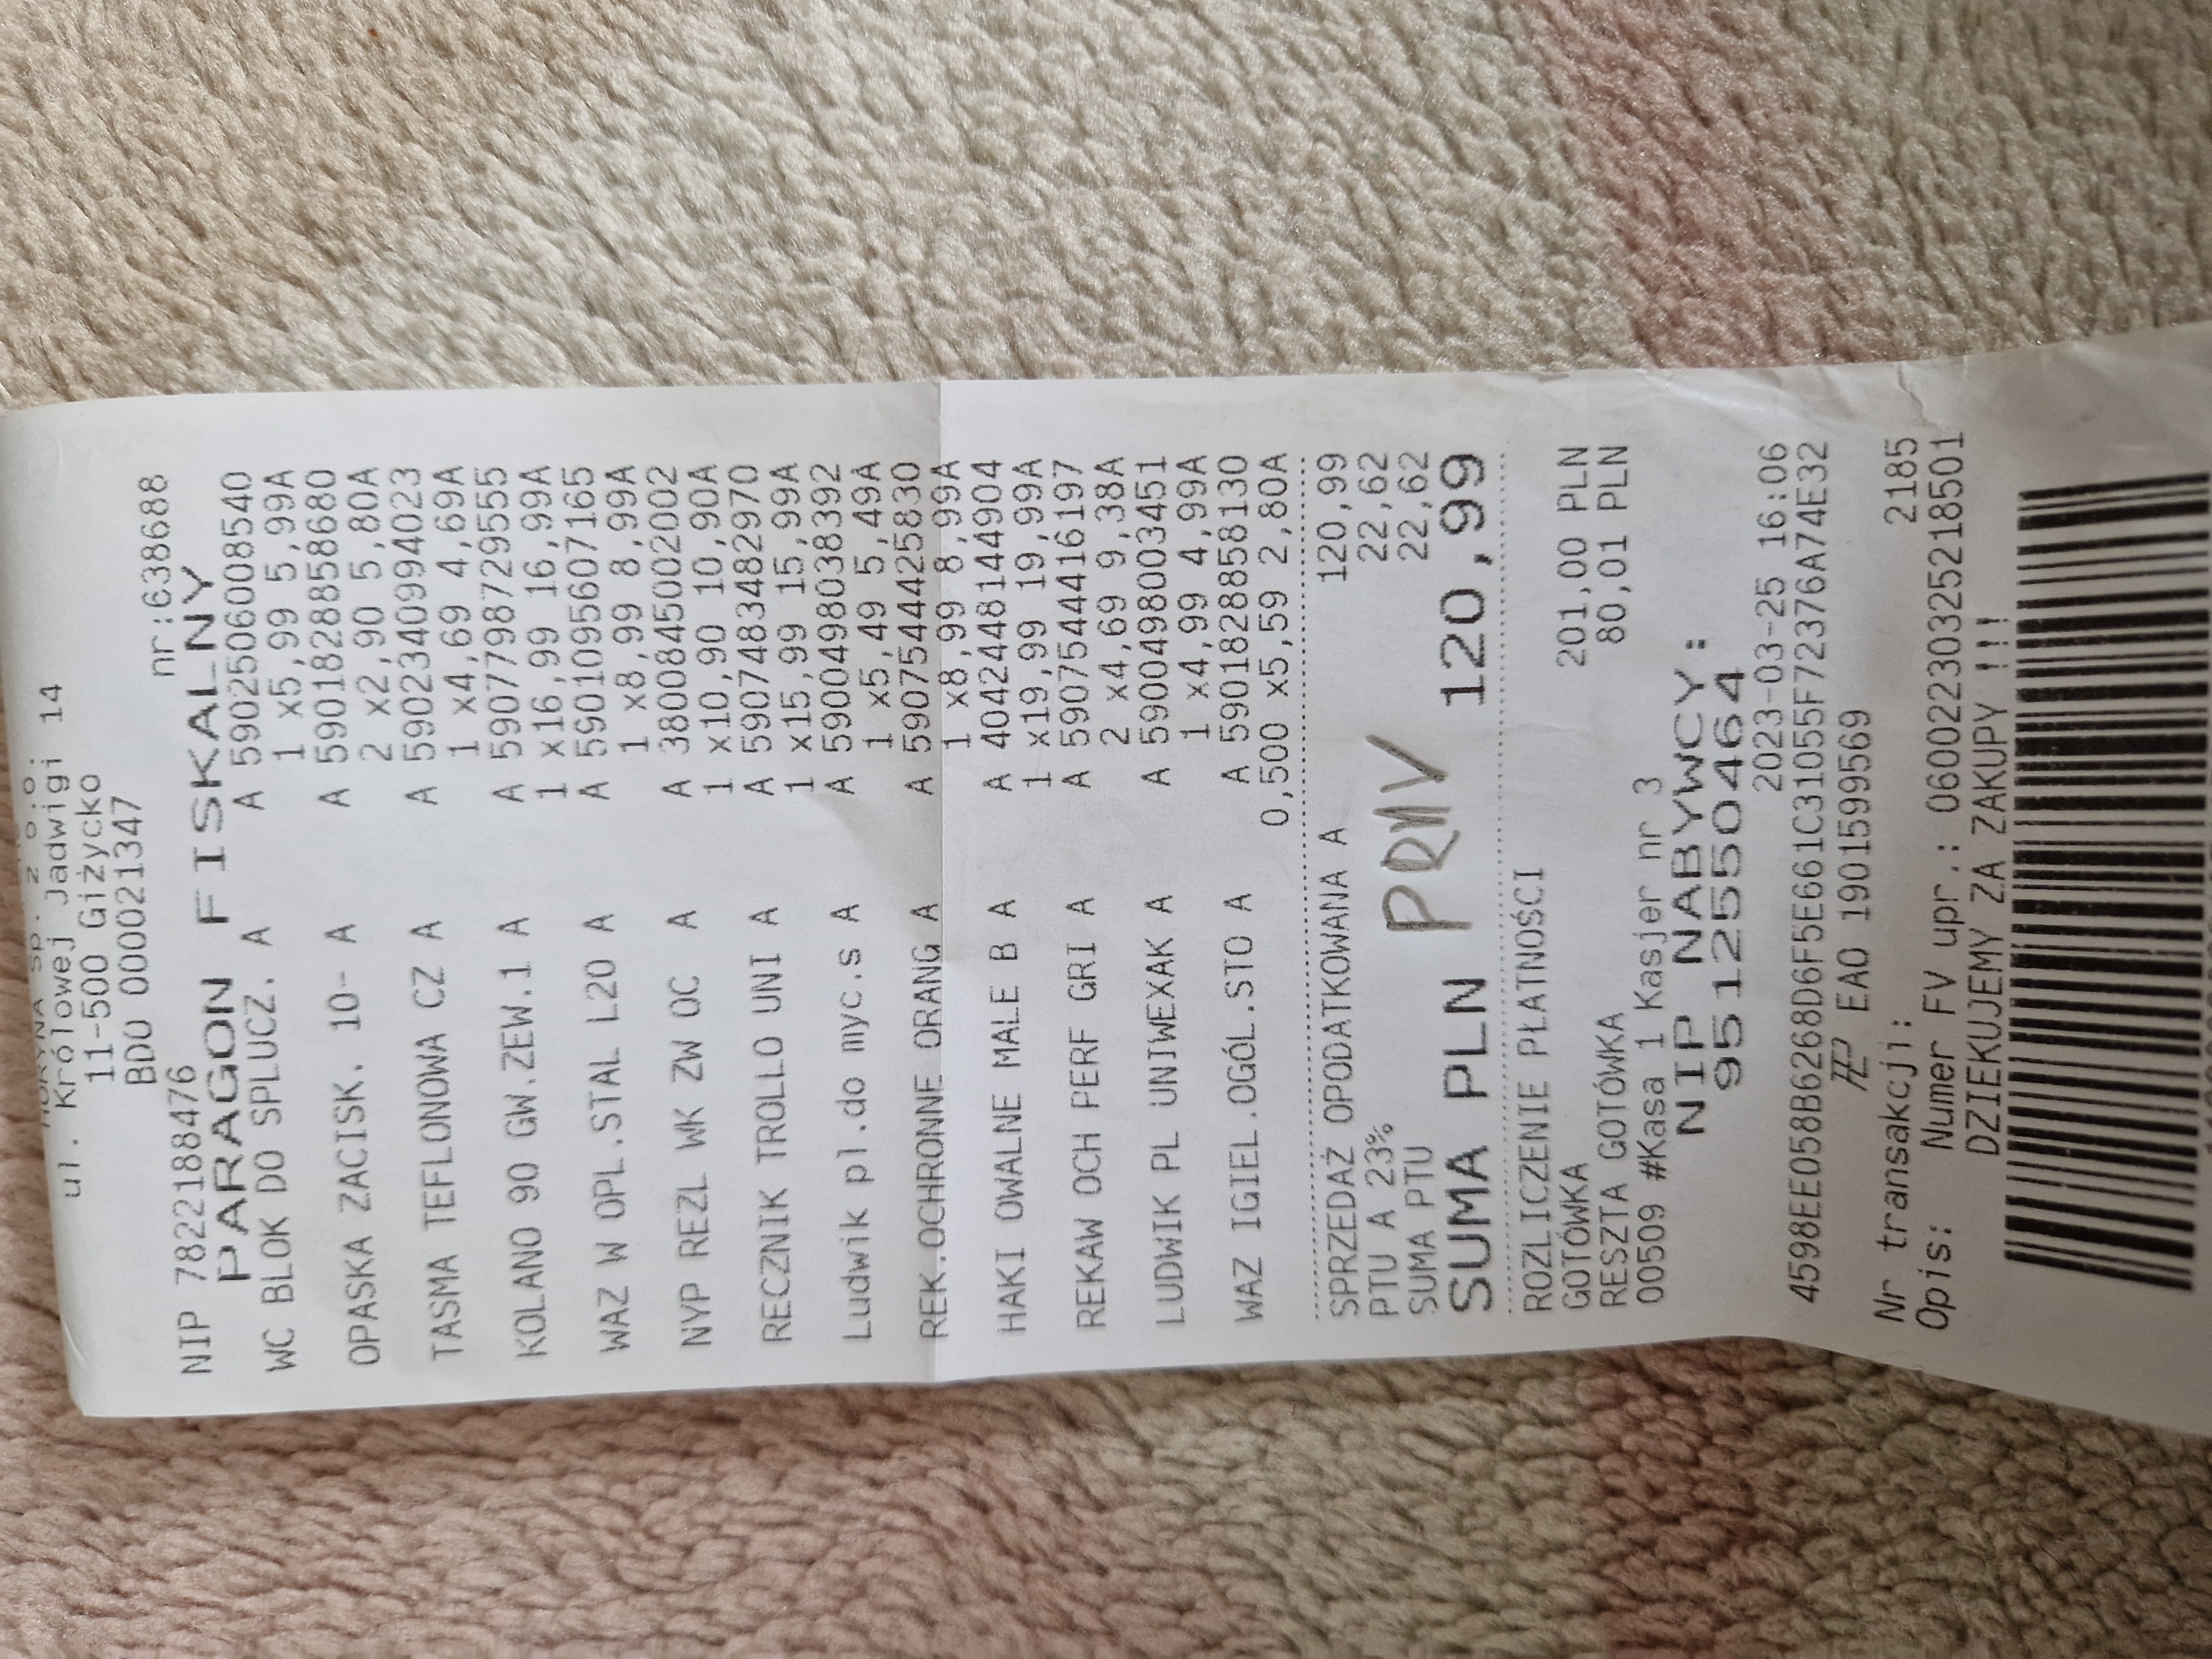 Sp. z o.o.
ul. Królowej Jadwigi 14
11-500 Giżycko
BDO 000021347
NIP 7822188476 nr:638688
PARAGON FISKALNY
WC BLOK DO SPLUCZ. A A 5902506008540
1 x5,99 5,99A
OPASKA ZACISK. 10- A A 5901828858680
2 x2,90 5,80A
TASMA TEFLONOWA CZ A A 5902340994023
1 x4,69 4,69A
KOLANO 90 GW.ZEW.1 A A 5907798729555
1 x16,99 16,99A
WAZ W OPL.STAL L20 A A 5901095607165
1 x8,99 8,99A
NYP REZL WK ZW OC A A 3800845002002
1 x10,90 10,90A
RECZNIK TROLLO UNI A A 5907483482970
1 x15,99 15,99A
Ludwik pl.do myc.s A A 5900498038392
1 x5,49 5,49A
REK.OCHRONNE ORANG A A 5907544425830
1 x8,99 8,99A
HAKI OWALNE MALE B A A 4042448144904
1 x19,99 19,99A
REKAW OCH PERF GRI A A 5907544416197
2 x4,69 9,38A
LUDWIK PL UNIWEXAK A A 5900498003451
1 x4,99 4,99A
WAZ IGIEL.OGÓL.STO A A 5901828858130
0,500 x5,59 2,80A
SPRZEDAŻ OPODATKOWANA A 120,99
PTU A 23% 22,62
SUMA PTU 22,62
SUMA PLN 120,99
ROZLICZENIE PŁATNOŚCI
GOTÓWKA 201,00 PLN
RESZTA GOTÓWKA 80,01 PLN
00509 #Kasa 1 Kasjer nr 3
NIP NABYWCY:
9512550464
2023-03-25 16:06
4598EE058B6268D6F5E661C31055F72376A74E32
EAO 1901599569
Nr transakcji: 2185
Opis: Numer FV upr.: 06002230325218501
DZIEKUJEMY ZA ZAKUPY !!!